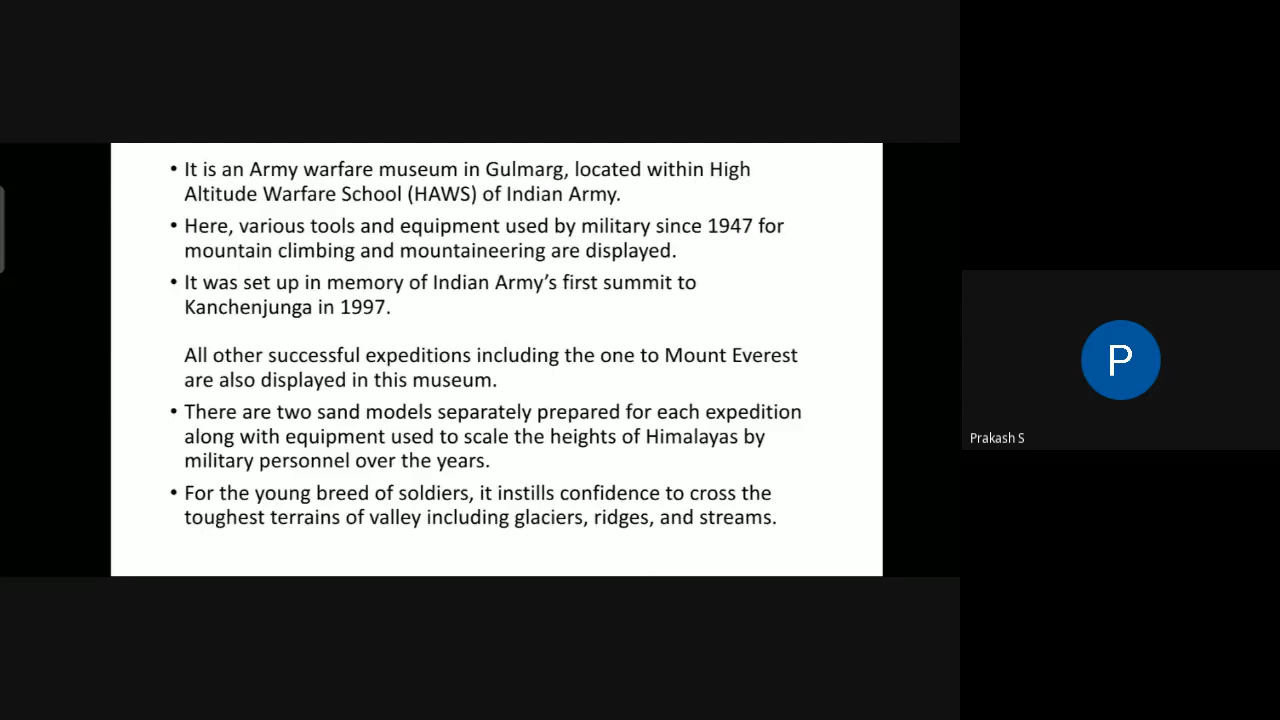 • It is an Army warfare museum in Gulmarg, located within High
Altitude Warfare School (HAWS) of Indian Army.
• Here, various tools and equipment used by military since 1947 for
mountain climbing and mountaineering are displayed.
• It was set up in memory of Indian Army’s first summit to
Kanchenjunga in 1997.
All other successful expeditions including the one to Mount Everest
are also displayed in this museum.
• There are two sand models separately prepared for each expedition
along with equipment used to scale the heights of Himalayas by
military personnel over the years.
• For the young breed of soldiers, it instills confidence to cross the
toughest terrains of valley including glaciers, ridges, and streams.
P
Prakash S